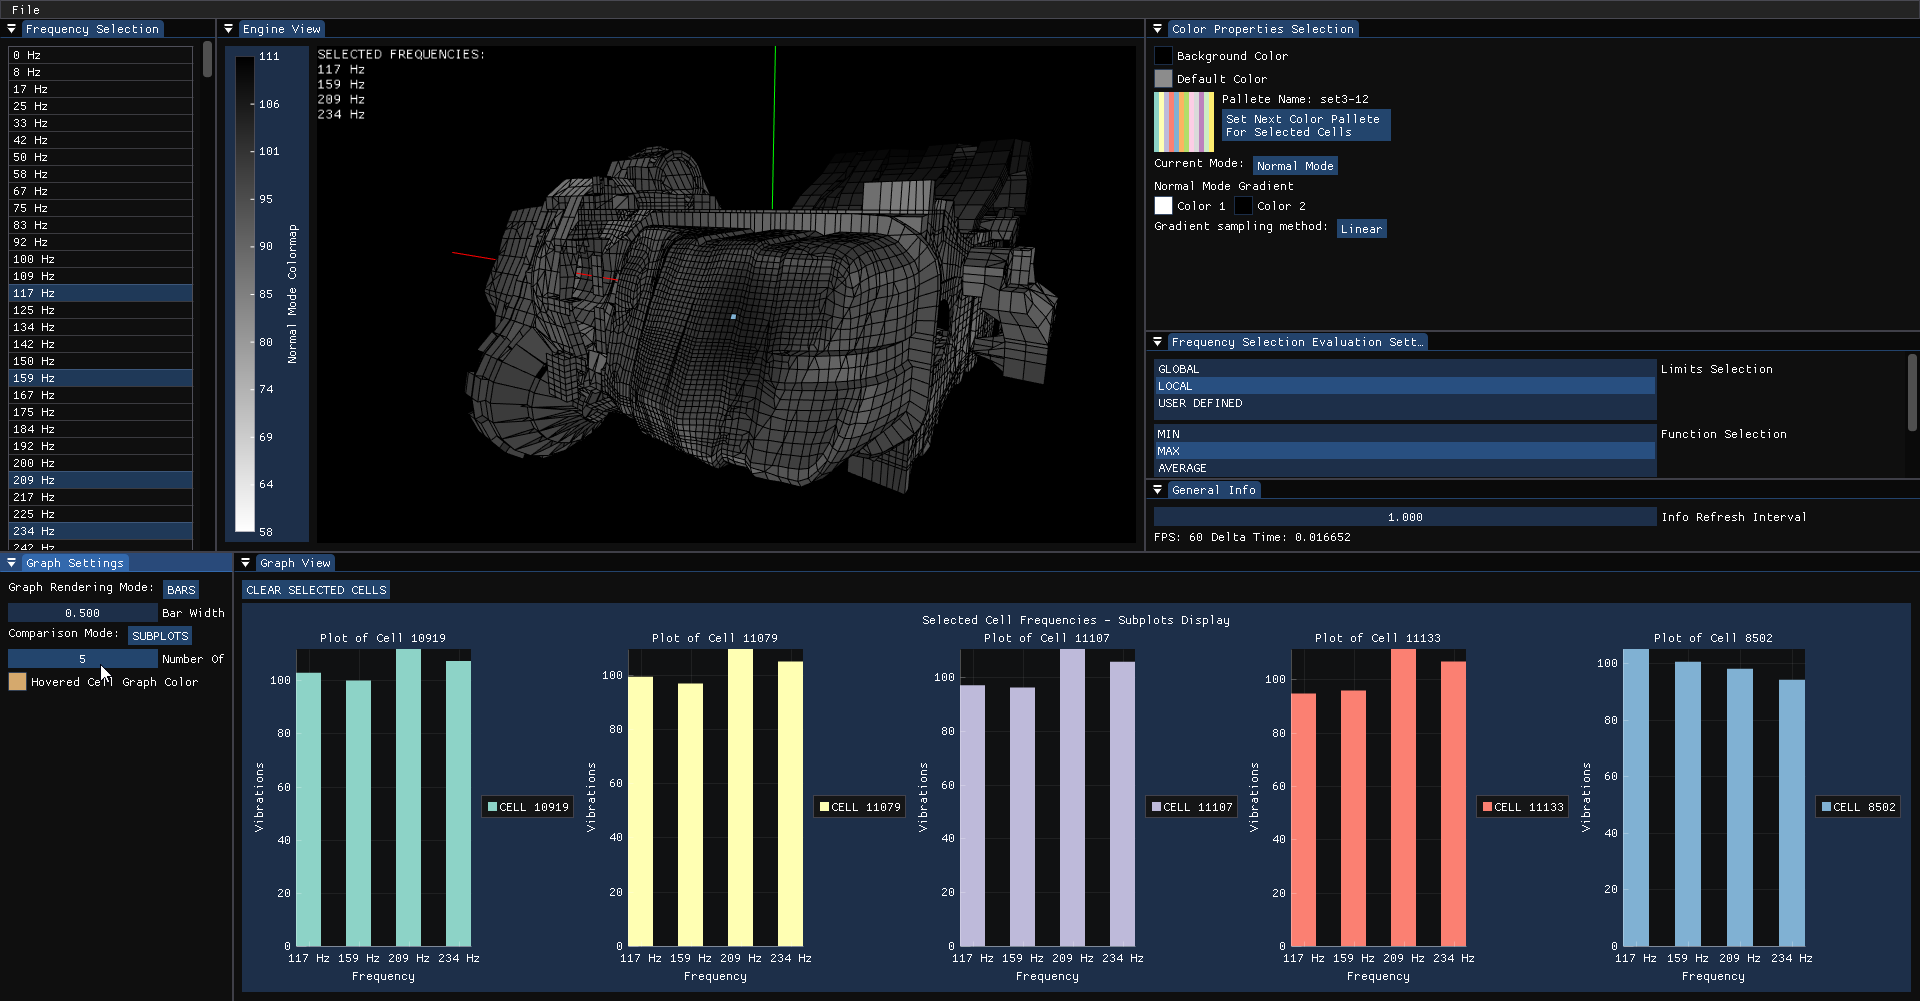 File
Frequency Selection
0 Hz
8 Hz
17 Hz
25 Hz
33 Hz
42 Hz
50 Hz
58 Hz
67 Hz
75 Hz
83 Hz
92 Hz
100 Hz
109 Hz
117 Hz
125 Hz
134 Hz
142 Hz
150 Hz
159 Hz
167 Hz
175 Hz
184 Hz
192 Hz
200 Hz
209 Hz
217 Hz
225 Hz
234 Hz
242 Hz
Engine View
111
106
101
95
90
85
80
74
69
64
58
Normal Mode Colormap
SELECTED FREQUENCIES:
117 Hz
159 Hz
209 Hz
234 Hz
Color Properties Selection
Background Color
Default Color
Pallete Name: set3-12
Set Next Color Pallete
For Selected Cells
Current Mode: Normal Mode
Normal Mode Gradient
Color 1 Color 2
Gradient sampling method: Linear
Frequency Selection Evaluation Sett…
GLOBAL
LOCAL
USER DEFINED
Limits Selection
MIN
MAX
AVERAGE
Function Selection
General Info
1.000 Info Refresh Interval
FPS: 60 Delta Time: 0.016652
Graph Settings
Graph Rendering Mode: BARS
0.500 Bar Width
Comparison Mode: SUBPLOTS
5 Number Of
Hovered Cell Graph Color
Graph View
CLEAR SELECTED CELLS
Selected Cell Frequencies - Subplots Display
Plot of Cell 10919
100
80
60
40
20
0
Vibrations
117 Hz 159 Hz 209 Hz 234 Hz
Frequency
CELL 10919
Plot of Cell 11079
100
80
60
40
20
0
Vibrations
117 Hz 159 Hz 209 Hz 234 Hz
Frequency
CELL 11079
Plot of Cell 11107
100
80
60
40
20
0
Vibrations
117 Hz 159 Hz 209 Hz 234 Hz
Frequency
CELL 11107
Plot of Cell 11133
100
80
60
40
20
0
Vibrations
117 Hz 159 Hz 209 Hz 234 Hz
Frequency
CELL 11133
Plot of Cell 8502
100
80
60
40
20
0
Vibrations
117 Hz 159 Hz 209 Hz 234 Hz
Frequency
CELL 8502